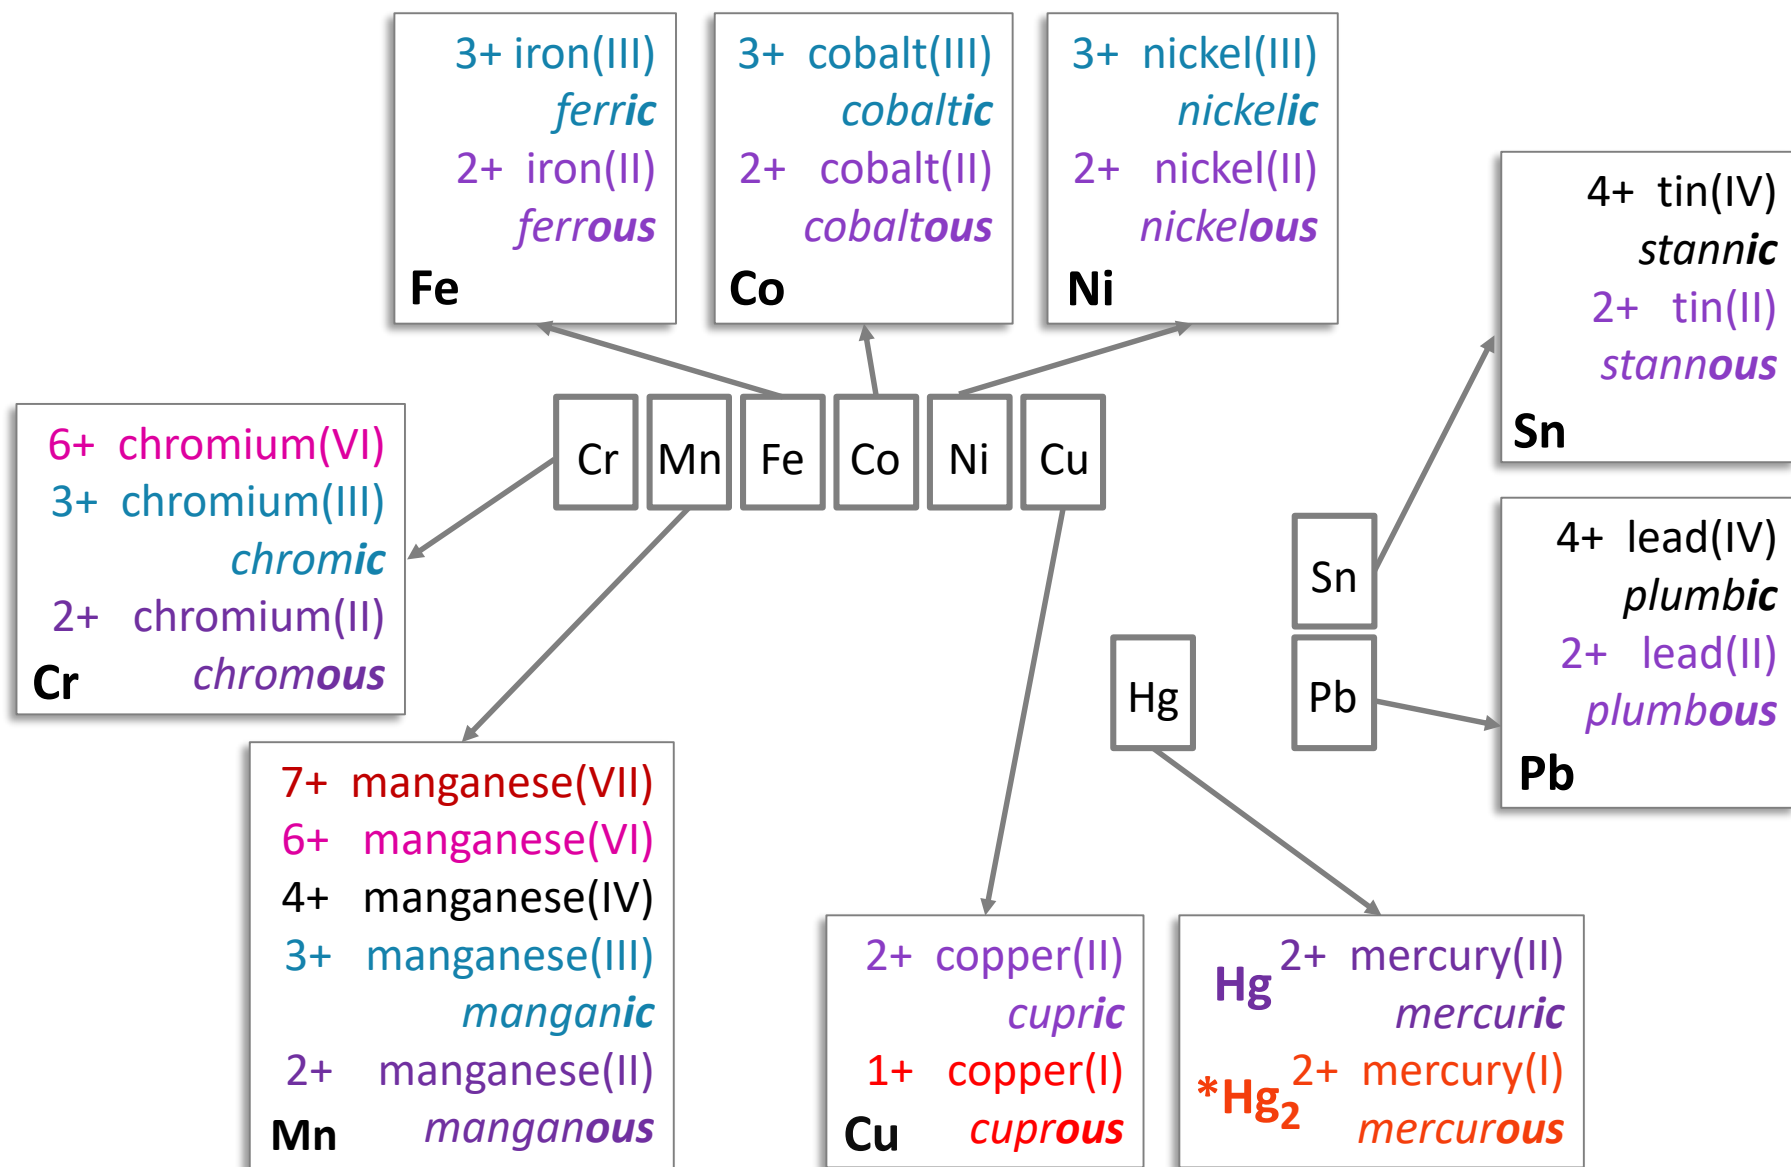 3+ iron(III)
ferric
2+ iron(II)
ferrous
Fe
3+ cobalt(III)
cobaltic
2+ cobalt(II)
cobaltous
Co
3+ nickel(III)
nickelic
2+ nickel(II)
nickelous
Ni
4+ tin(IV)
stannic
2+ tin(II)
stannous
Sn
Cr Mn Fe Co Ni Cu
Sn
Hg Pb
6+ chromium(VI)
3+ chromium(III)
chromic
2+ chromium(II)
chromous
Cr
4+ lead(IV)
plumbic
2+ lead(II)
plumbous
Pb
7+ manganese(VII)
6+ manganese(VI)
4+ manganese(IV)
3+ manganese(III)
manganic
2+ manganese(II)
manganous
Mn
2+ copper(II)
cupric
1+ copper(I)
cuprous
Cu
Hg 2+ mercury(II)
mercuric
*Hg2 2+ mercury(I)
mercurous